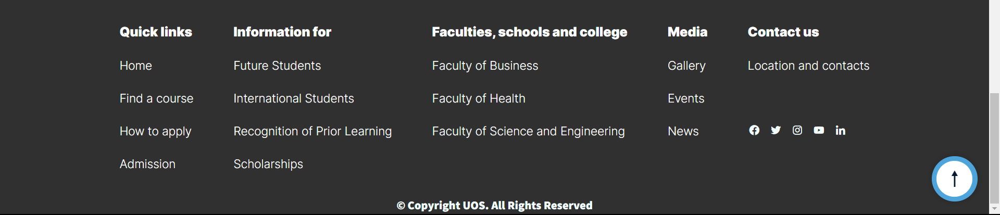 Quick links
Home
Find a course
How to apply
Admission
Information for
Future Students
International Students
Recognition of Prior Learning
Scholarships
Faculties, schools and college
Faculty of Business
Faculty of Health
Faculty of Science and Engineering
Media
Gallery
Events
News
Contact us
Location and contacts
© Copyright UOS. All Rights Reserved